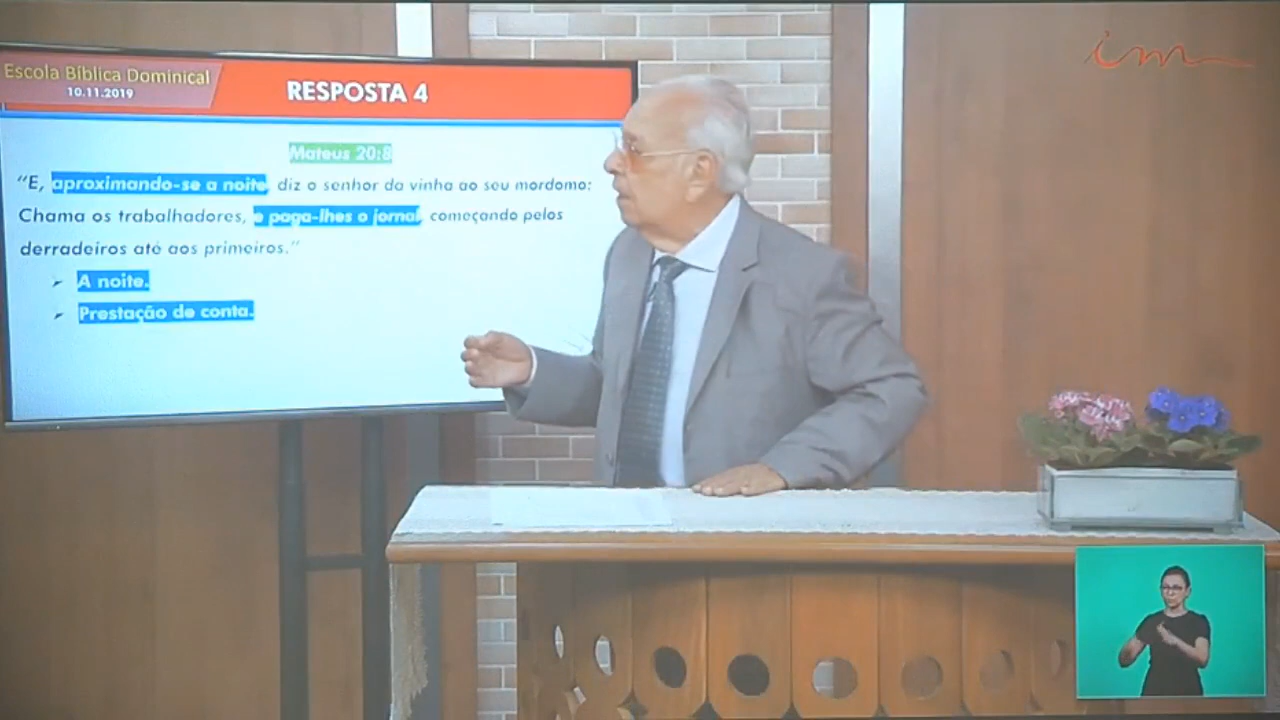 Escola Bíblica Dominical
10.11.2019
RESPOSTA 4
im
Mateus 20:8
“E, aproximando-se a noite, diz o senhor da vinha ao seu mordomo:
Chama os trabalhadores, e paga-lhes o jornal, começando pelos
derradeiros até aos primeiros.”
➢ A noite.
➢ Prestação de conta.